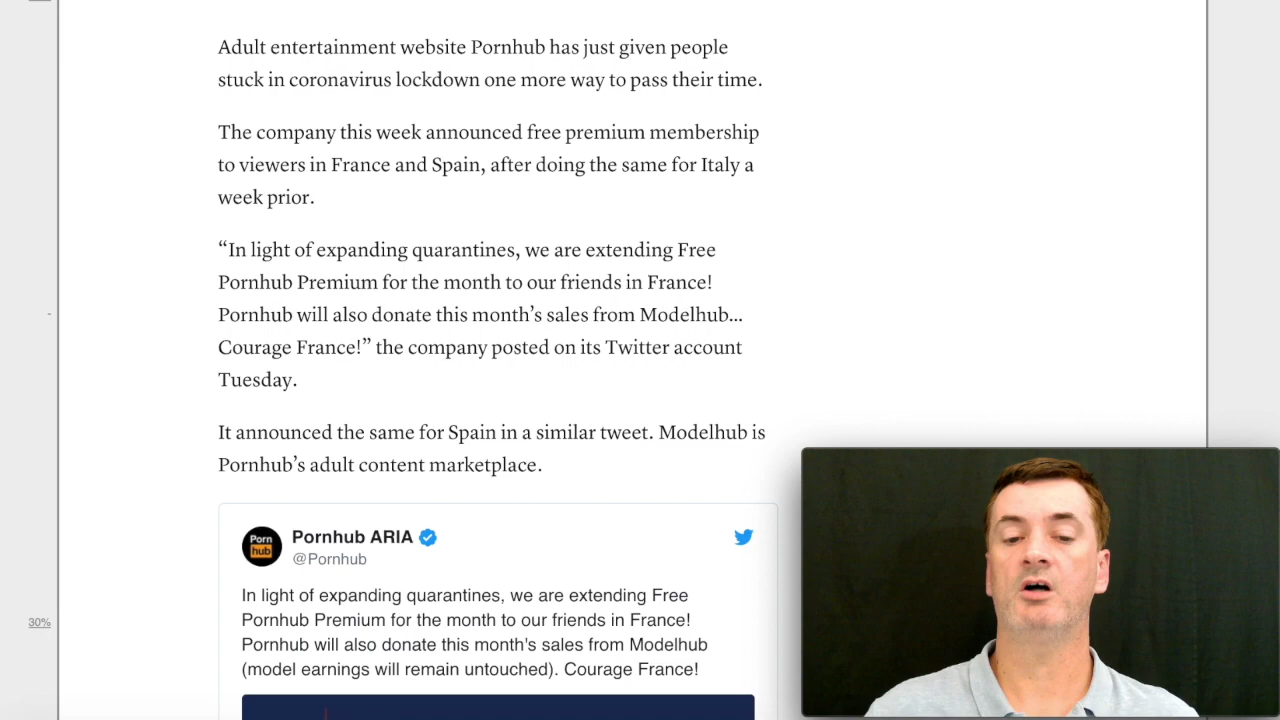 Adult entertainment website Pornhub has just given people
stuck in coronavirus lockdown one more way to pass their time.
The company this week announced free premium membership
to viewers in France and Spain, after doing the same for Italy a
week prior.
“In light of expanding quarantines, we are extending Free
Pornhub Premium for the month to our friends in France!
Pornhub will also donate this month’s sales from Modelhub...
Courage France!” the company posted on its Twitter account
Tuesday.
It announced the same for Spain in a similar tweet. Modelhub is
Pornhub’s adult content marketplace.
Porn
hub
Pornhub ARIA
@Pornhub
In light of expanding quarantines, we are extending Free
Pornhub Premium for the month to our friends in France!
Pornhub will also donate this month's sales from Modelhub
(model earnings will remain untouched). Courage France!
30%